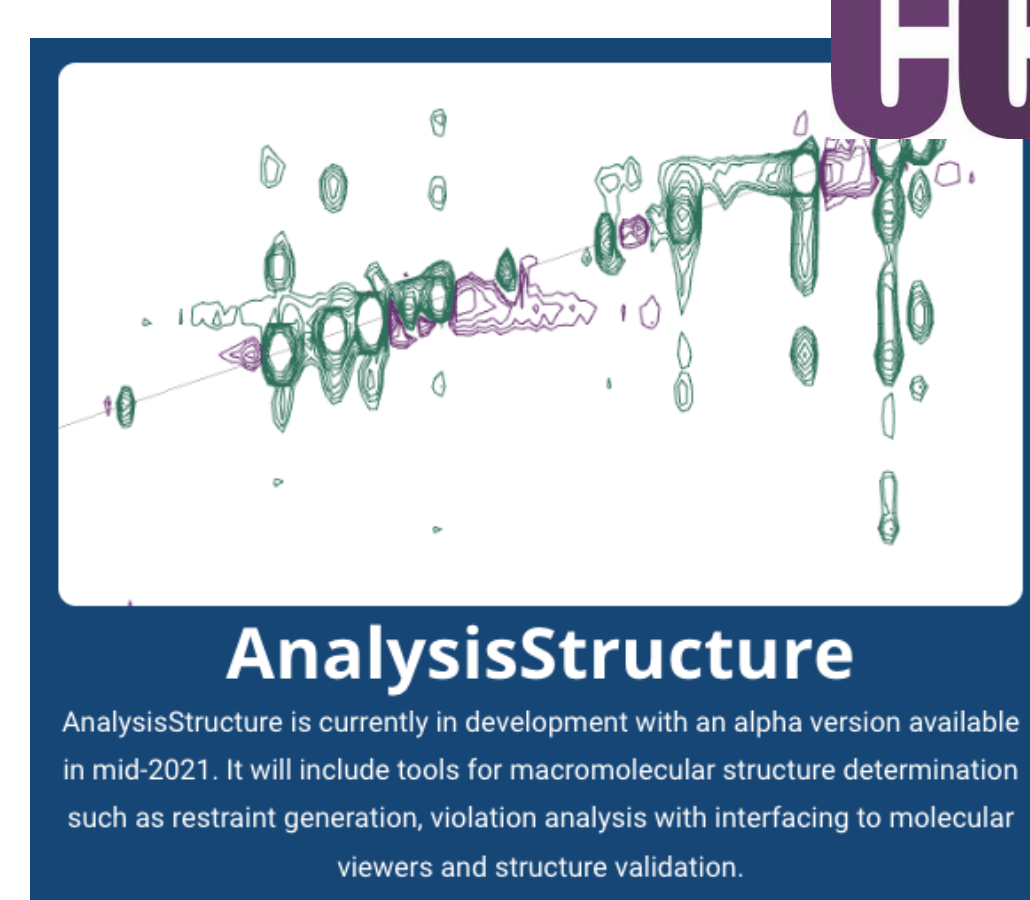 AnalysisStructure
AnalysisStructure is currently in development with an alpha version available
in mid-2021. It will include tools for macromolecular structure determination
such as restraint generation, violation analysis with interfacing to molecular
viewers and structure validation.